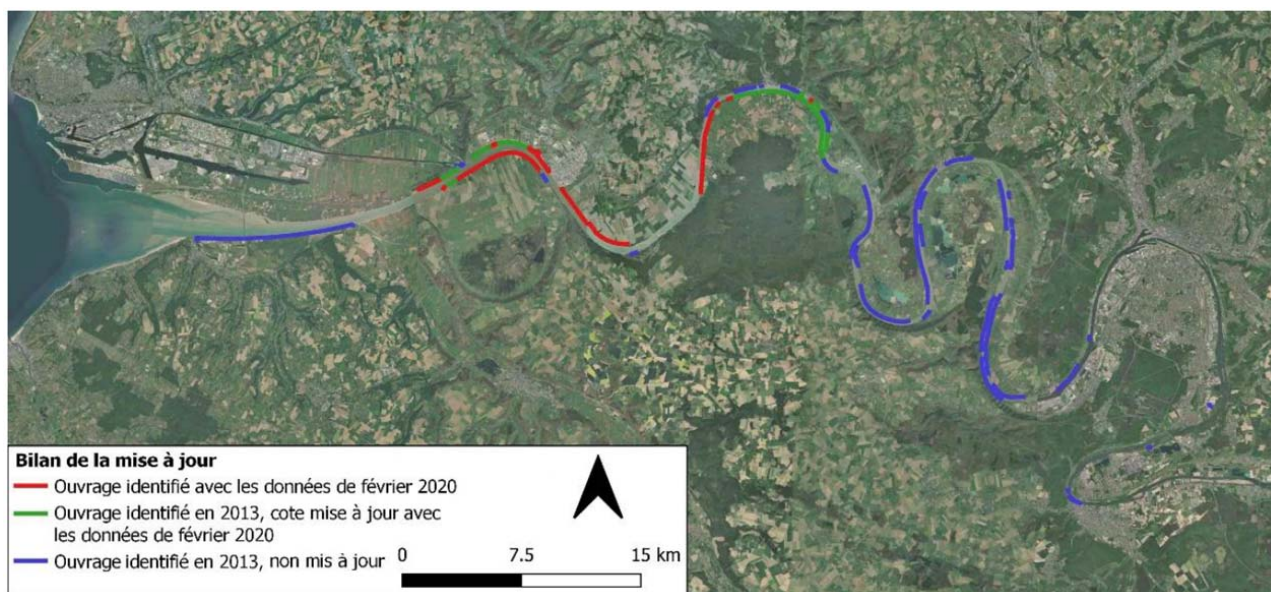 Bilan de la mise à jour
Ouvrage identifié avec les données de février 2020
Ouvrage identifié en 2013, cote mise à jour avec
les données de février 2020
Ouvrage identifié en 2013, non mis à jour
0 7.5 15 km